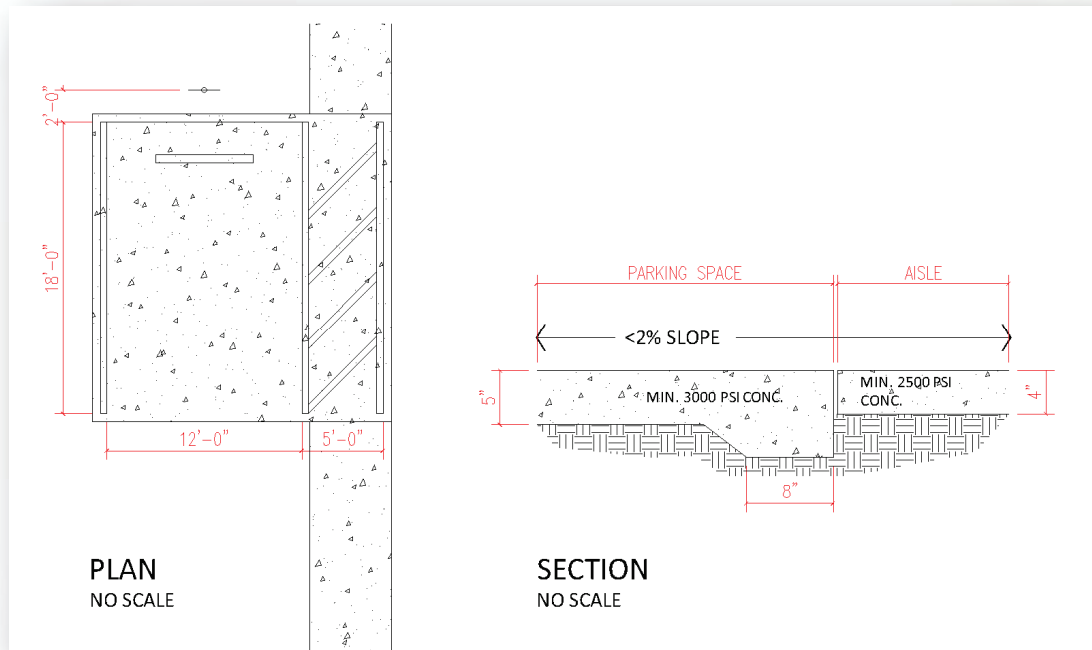 2'-0"
18'-0"
12'-0"
5'-0"
PLAN
NO SCALE
PARKING SPACE
AISLE
<2% SLOPE
5"
MIN. 3000 PSI CONC.
MIN. 2500 PSI
CONC.
4"
8"
SECTION
NO SCALE